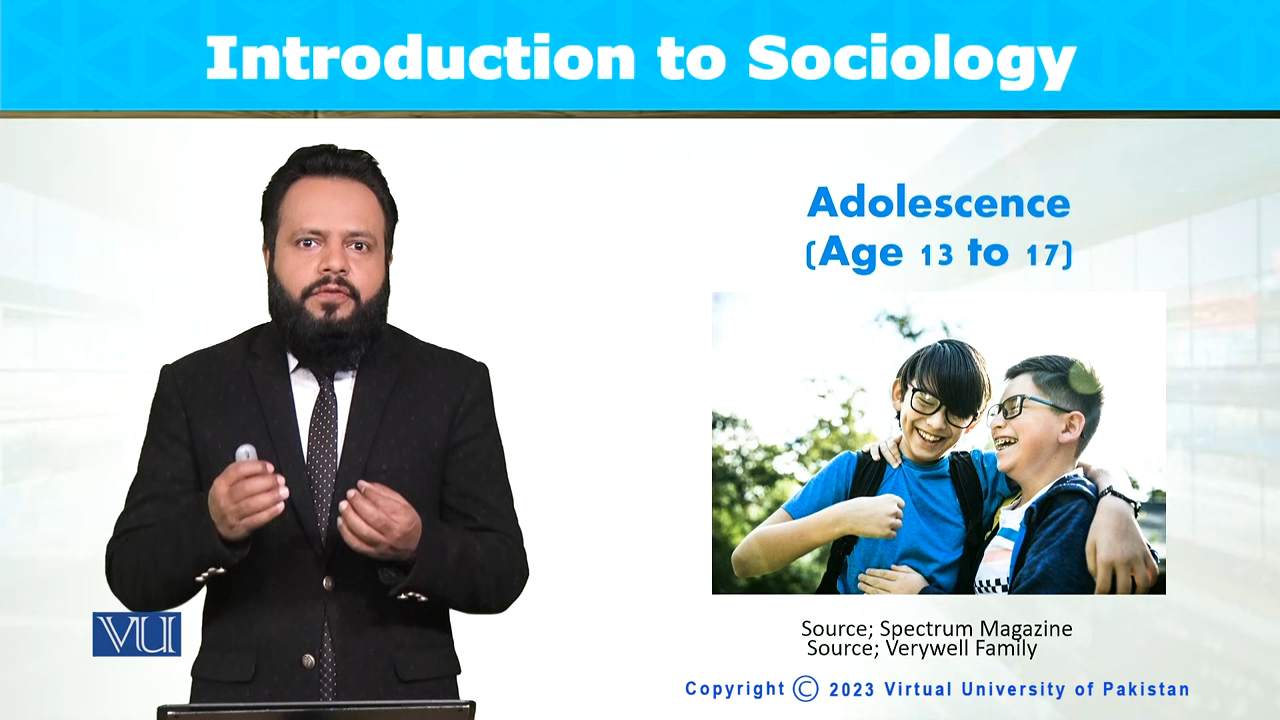 Introduction to Sociology
Adolescence
(Age 13 to 17)
VU
Source; Spectrum Magazine
Source; Verywell Family
Copyright © 2023 Virtual University of Pakistan